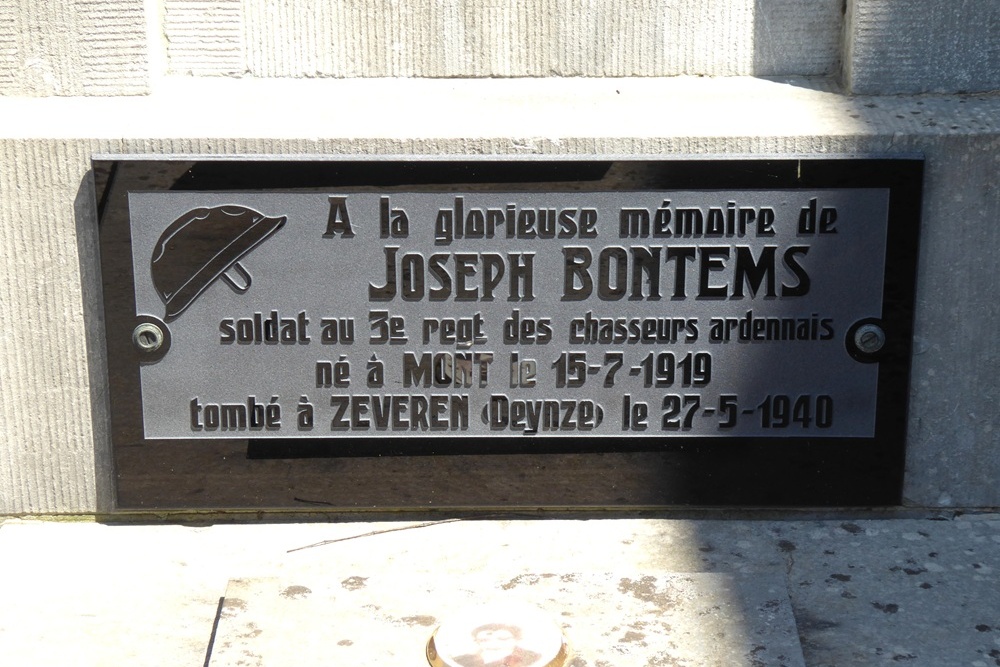 A la glorieuse mémoire de
JOSEPH BONTEMS
soldat au 3e regt des chasseurs ardennais
né à MONT le 15-7-1919
tombé à ZEVEREN (Deynze) le 27-5-1940